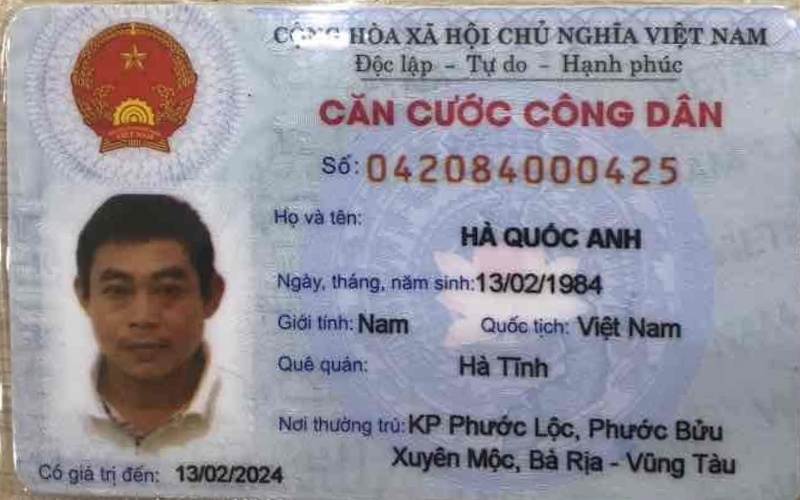 CỘNG HÒA XÃ HỘI CHỦ NGHĨA VIỆT NAM
Độc lập - Tự do - Hạnh phúc
CĂN CƯỚC CÔNG DÂN
Số: 042084000425
Họ và tên:
HÀ QUỐC ANH
Ngày, tháng, năm sinh: 13/02/1984
Giới tính: Nam Quốc tịch: Việt Nam
Quê quán: Hà Tĩnh
Nơi thường trú: KP Phước Lộc, Phước Bửu
Xuyên Mộc, Bà Rịa - Vũng Tàu
Có giá trị đến: 13/02/2024
VIỆT NAM